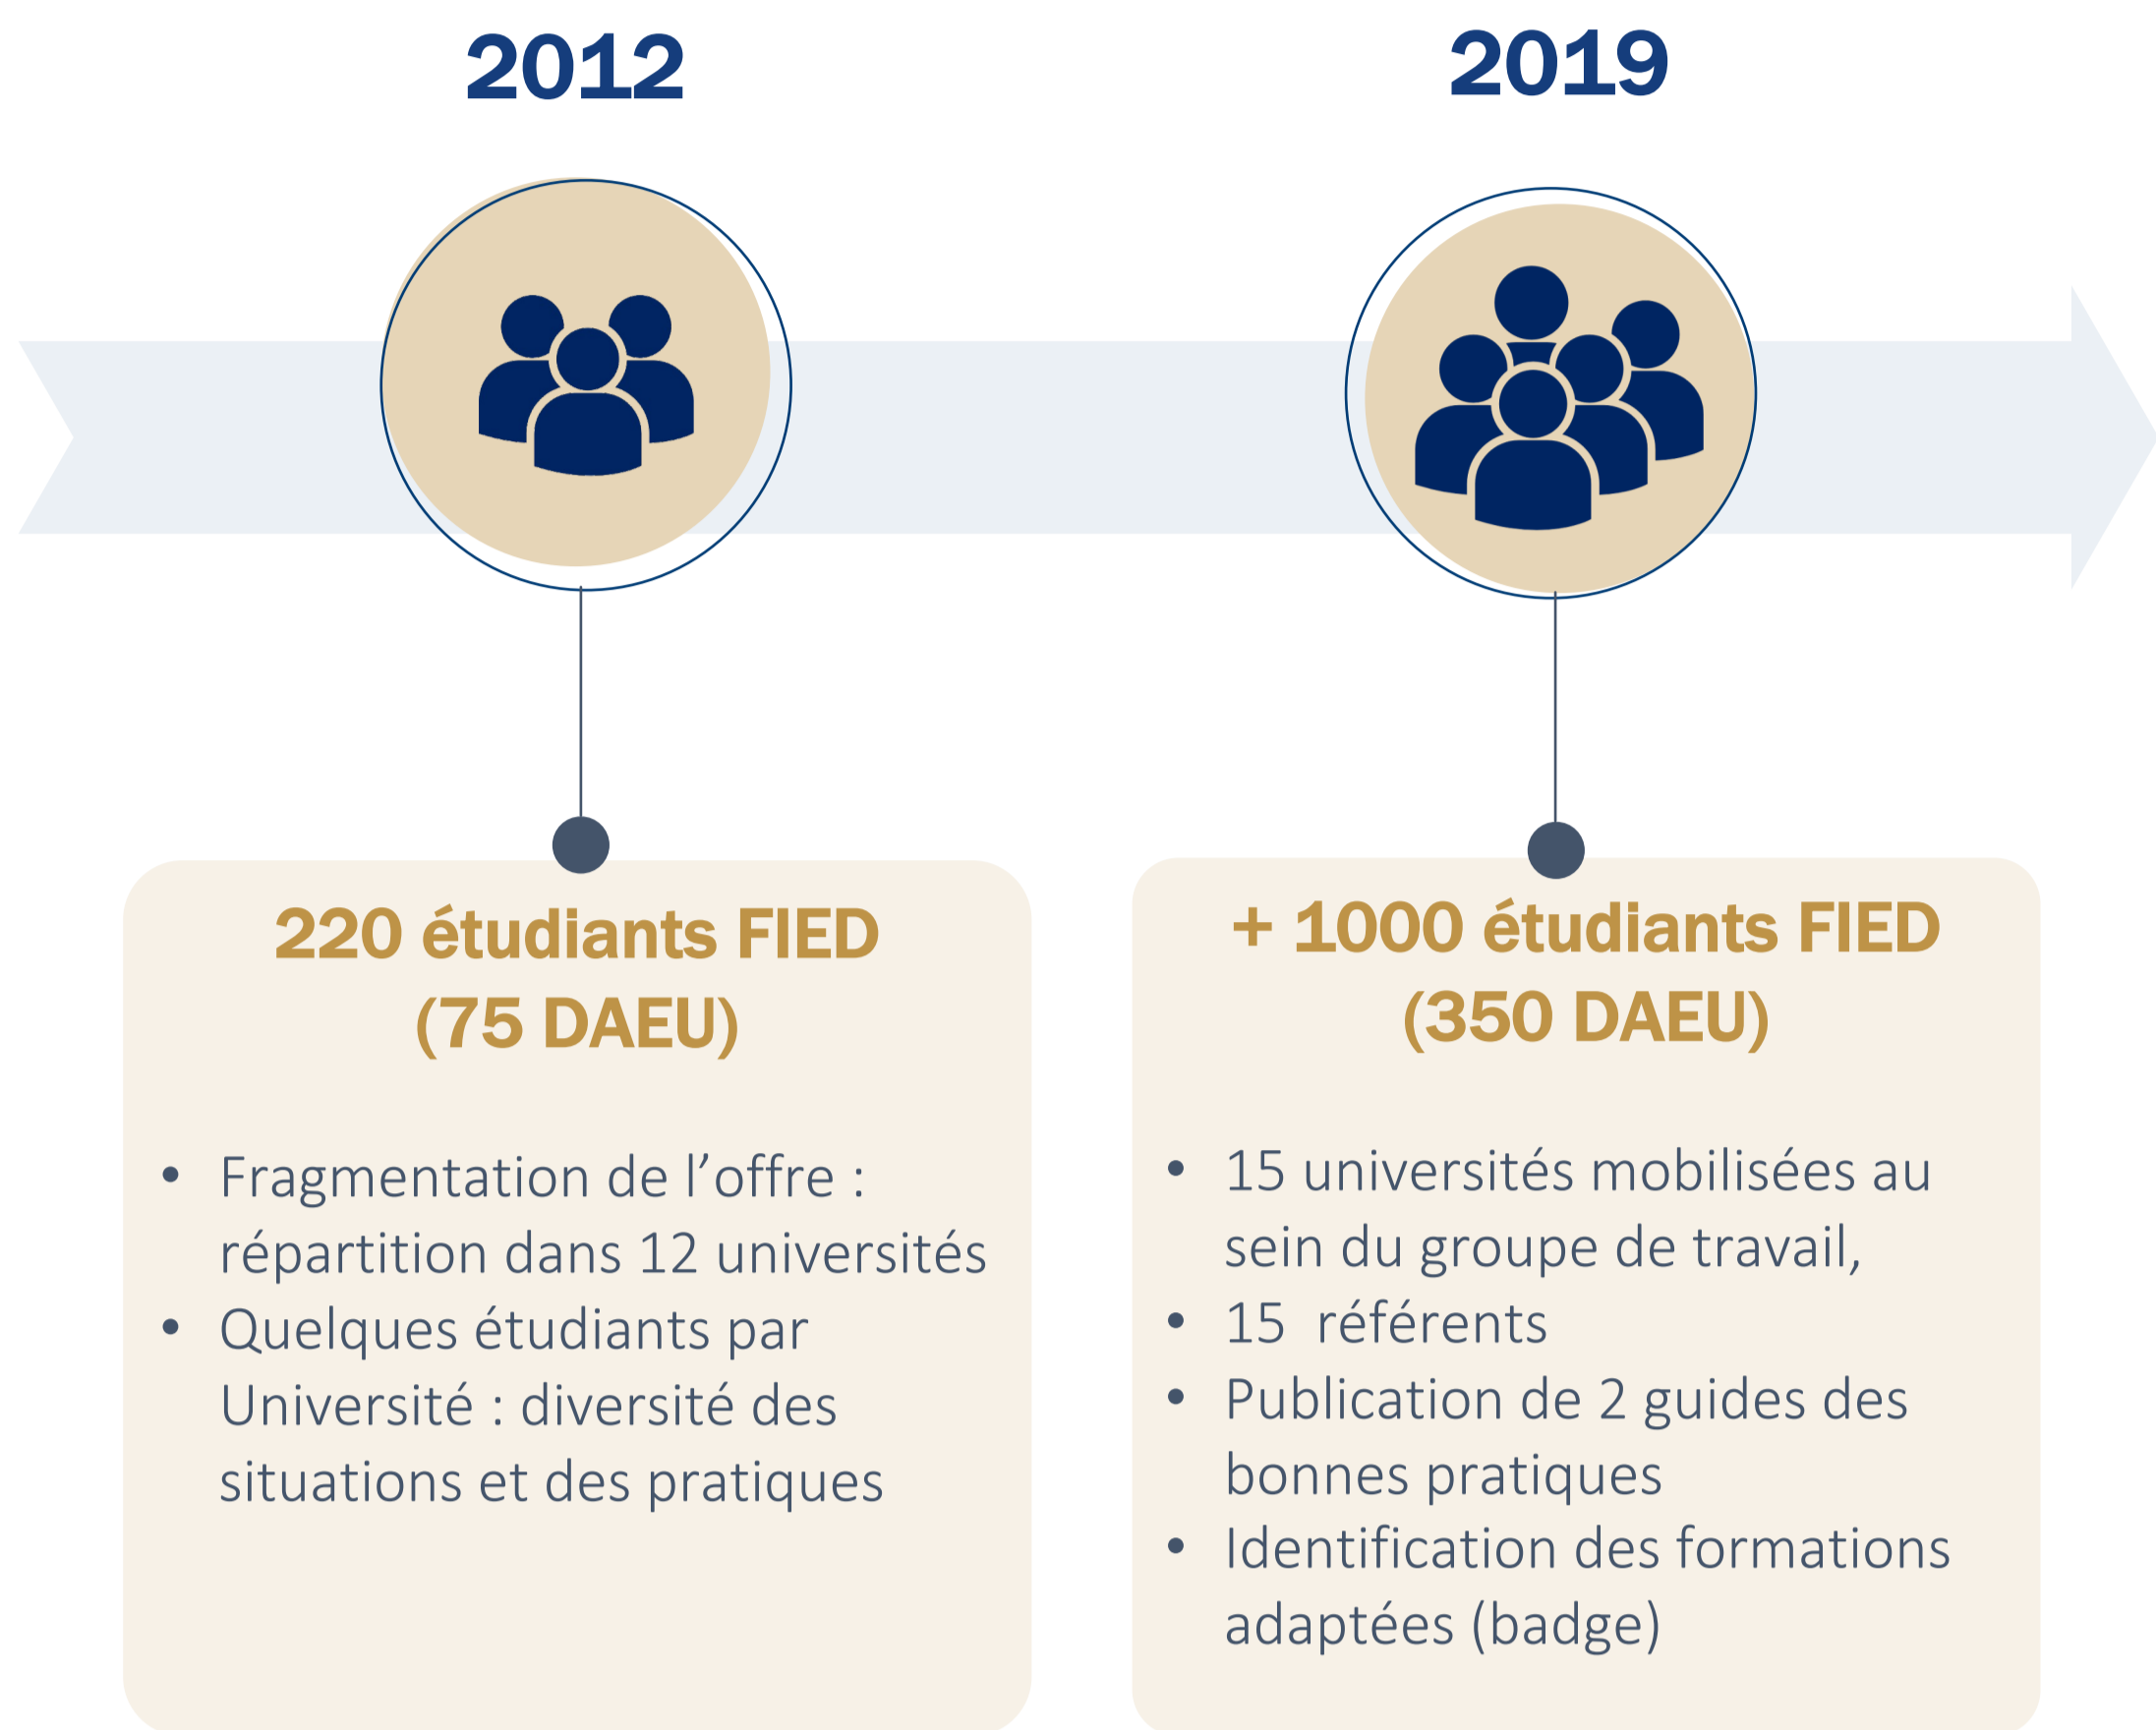 2012
220 étudiants FIED
(75 DAEU)
• Fragmentation de l’offre :
répartition dans 12 universités
• Quelques étudiants par
Université : diversité des
situations et des pratiques
2019
+ 1000 étudiants FIED
(350 DAEU)
• 15 universités mobilisées au
sein du groupe de travail,
• 15  référents
• Publication de 2 guides des
bonnes pratiques
• Identification des formations
adaptées (badge)